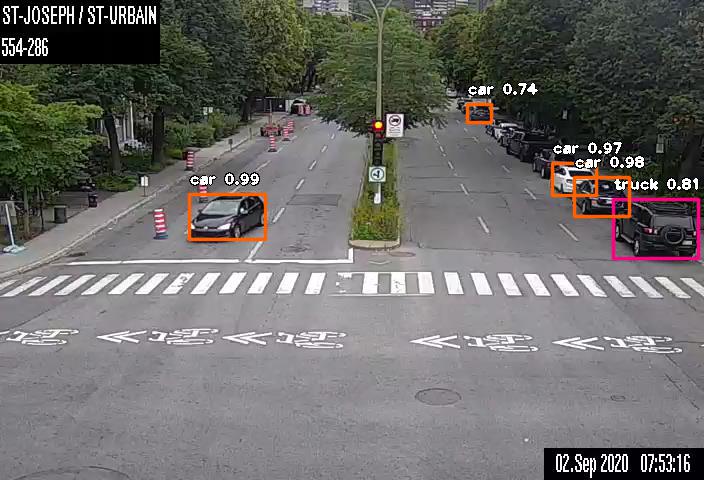 ST-JOSEPH / ST-URBAIN
554-286
car 0.74
car 0.97
car 0.98
truck 0.81
car 0.99
02.Sep 2020 07:53:16